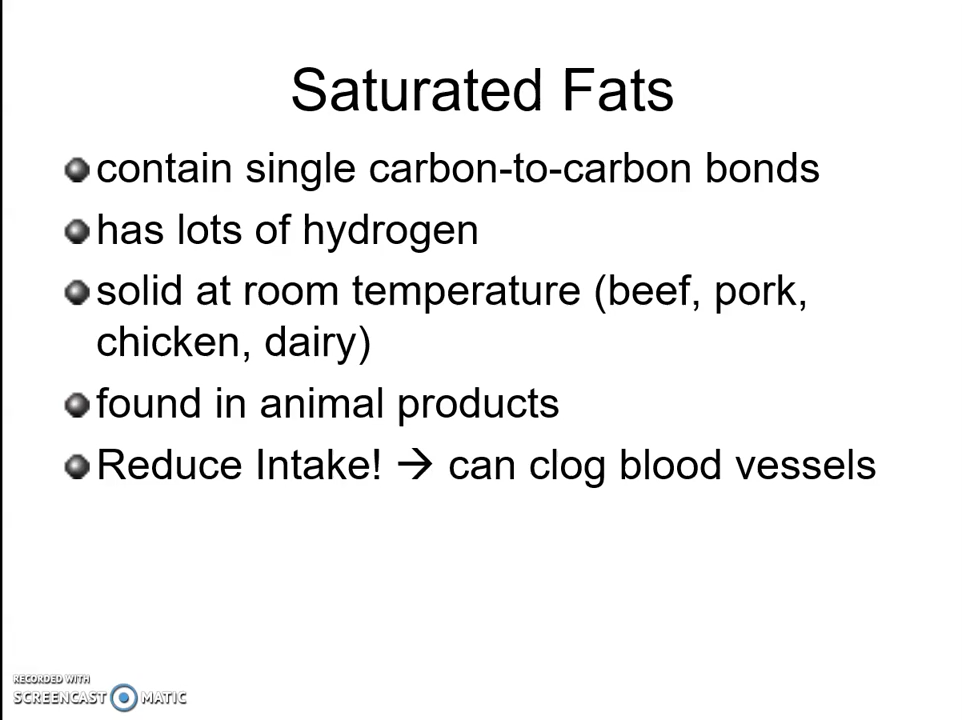 Saturated Fats
contain single carbon-to-carbon bonds
has lots of hydrogen
solid at room temperature (beef, pork,
chicken, dairy)
found in animal products
Reduce Intake! → can clog blood vessels
RECORDED WITH
SCREENCAST MATIC